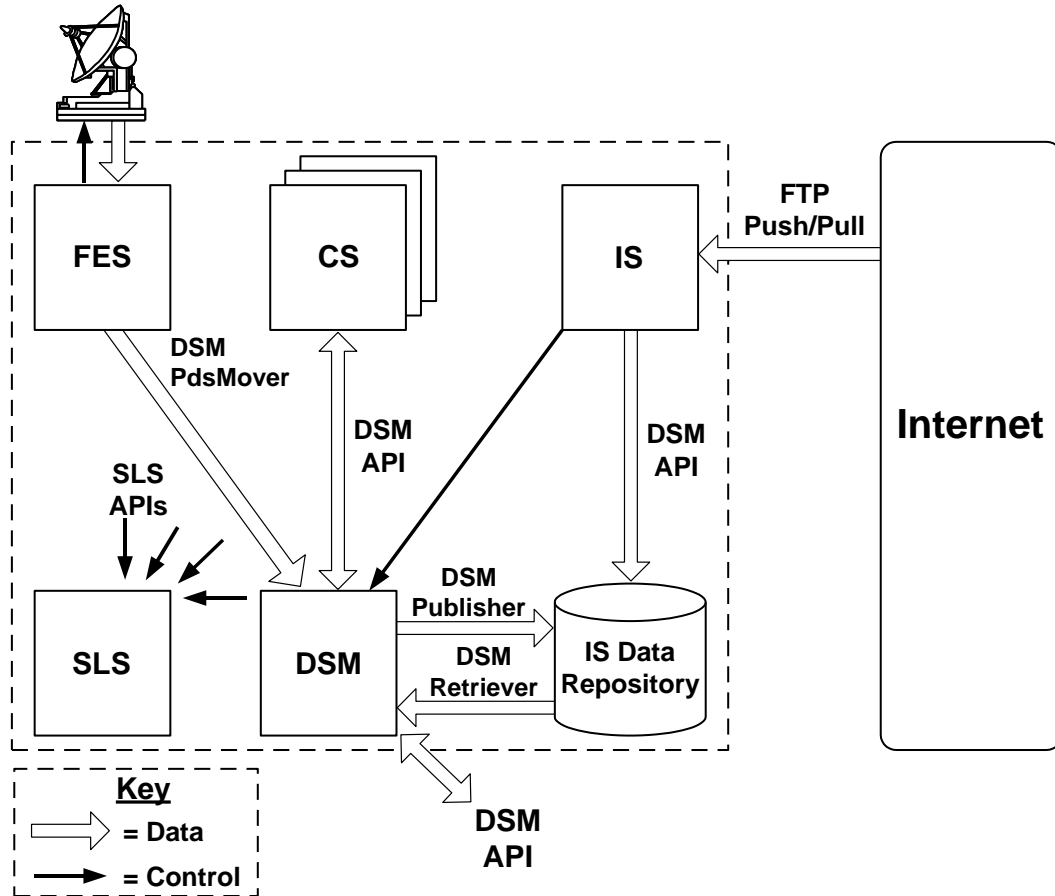 FES
CS
IS
FTP
Push/Pull
Internet
DSM
PdsMover
DSM
API
DSM
API
SLS
APIs
SLS
DSM
DSM
Publisher
DSM
Retriever
IS Data
Repository
DSM
API
Key
= Data
= Control